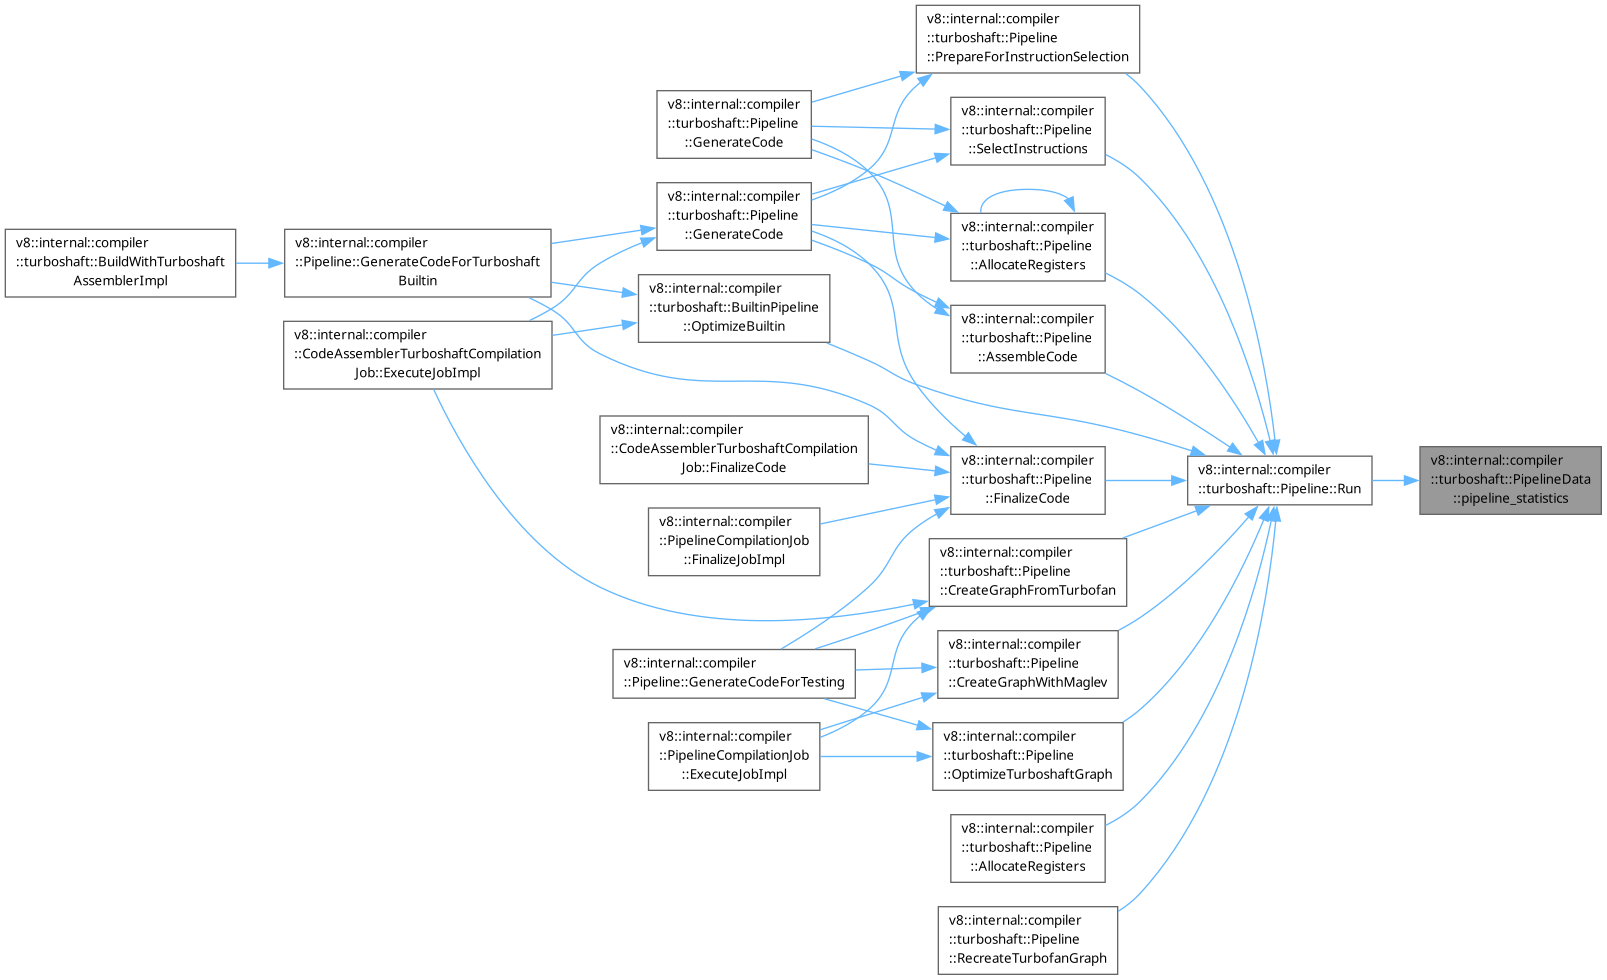 v8::internal::compiler
::turboshaft::Pipeline
::PrepareForInstructionSelection
v8::internal::compiler
::turboshaft::Pipeline
::GenerateCode
v8::internal::compiler
::turboshaft::Pipeline
::SelectInstructions
v8::internal::compiler
::turboshaft::Pipeline
::GenerateCode
v8::internal::compiler
::turboshaft::Pipeline
::AllocateRegisters
v8::internal::compiler
::turboshaft::BuildWithTurboshaft
AssemblerImpl
v8::internal::compiler
::Pipeline::GenerateCodeForTurboshaft
Builtin
v8::internal::compiler
::turboshaft::BuiltinPipeline
::OptimizeBuiltin
v8::internal::compiler
::turboshaft::Pipeline
::AssembleCode
v8::internal::compiler
::CodeAssemblerTurboshaftCompilation
Job::ExecuteJobImpl
v8::internal::compiler
::CodeAssemblerTurboshaftCompilation
Job::FinalizeCode
v8::internal::compiler
::turboshaft::Pipeline
::FinalizeCode
v8::internal::compiler
::turboshaft::Pipeline::Run
v8::internal::compiler
::turboshaft::PipelineData
::pipeline_statistics
v8::internal::compiler
::PipelineCompilationJob
::FinalizeJobImpl
v8::internal::compiler
::turboshaft::Pipeline
::CreateGraphFromTurbofan
v8::internal::compiler
::Pipeline::GenerateCodeForTesting
v8::internal::compiler
::turboshaft::Pipeline
::CreateGraphWithMaglev
v8::internal::compiler
::PipelineCompilationJob
::ExecuteJobImpl
v8::internal::compiler
::turboshaft::Pipeline
::OptimizeTurboshaftGraph
v8::internal::compiler
::turboshaft::Pipeline
::AllocateRegisters
v8::internal::compiler
::turboshaft::Pipeline
::RecreateTurbofanGraph